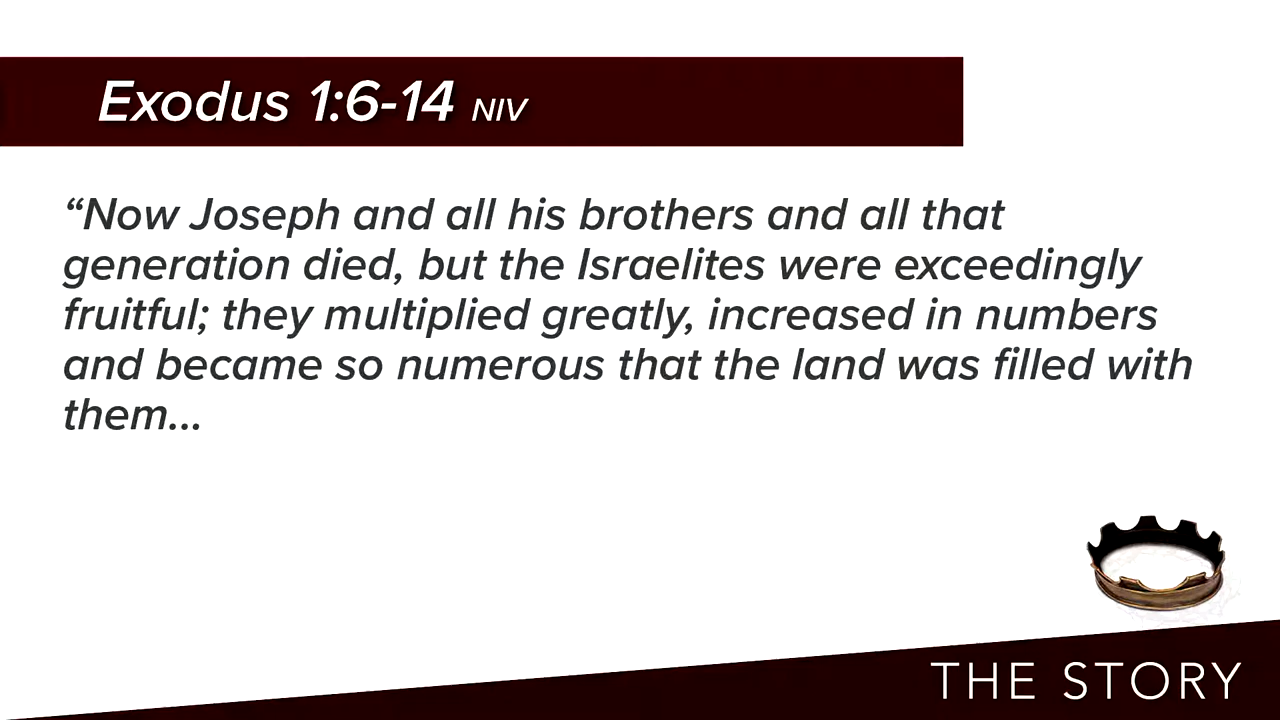 Exodus 1:6-14 NIV
“Now Joseph and all his brothers and all that
generation died, but the Israelites were exceedingly
fruitful; they multiplied greatly, increased in numbers
and became so numerous that the land was filled with
them...
THE STORY